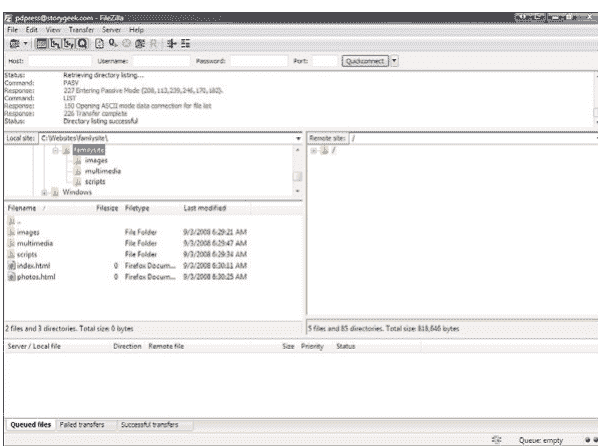 pdpress@storygeek.com - FileZilla
File Edit View Transfer Server Help
Host: Username: Password: Port: Quickconnect
Status: Retrieving directory listing...
Command: PASV
Response: 227 Entering Passive Mode (208,113,239,246,170,182).
Command: LIST
Response: 150 Opening ASCII mode data connection for file list
Response: 226 Transfer complete
Status: Directory listing successful
Local site: C:\Websites\familysite\
familysite
images
multimedia
scripts
Windows
Remote site: /
/
Filename / Filesize Filetype Last modified
..
images File Folder 9/3/2008 6:29:21 AM
multimedia File Folder 9/3/2008 6:29:47 AM
scripts File Folder 9/3/2008 6:29:34 AM
index.html 0 Firefox Docum... 9/3/2008 6:30:11 AM
photos.html 0 Firefox Docum... 9/3/2008 6:30:25 AM
2 files and 3 directories. Total size: 0 bytes
5 files and 85 directories. Total size: 818,646 bytes
Server / Local file Direction Remote file Size Priority Status
Queued files Failed transfers Successful transfers
Queue: empty